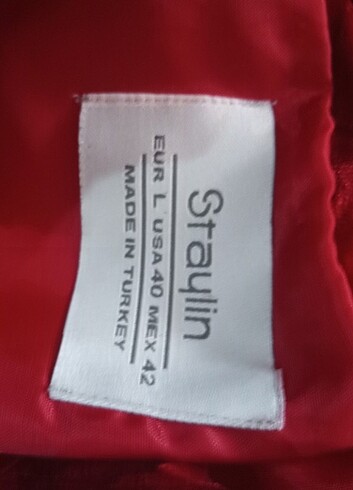 Staylin
EUR L USA 40 MEX 42
MADE IN TURKEY